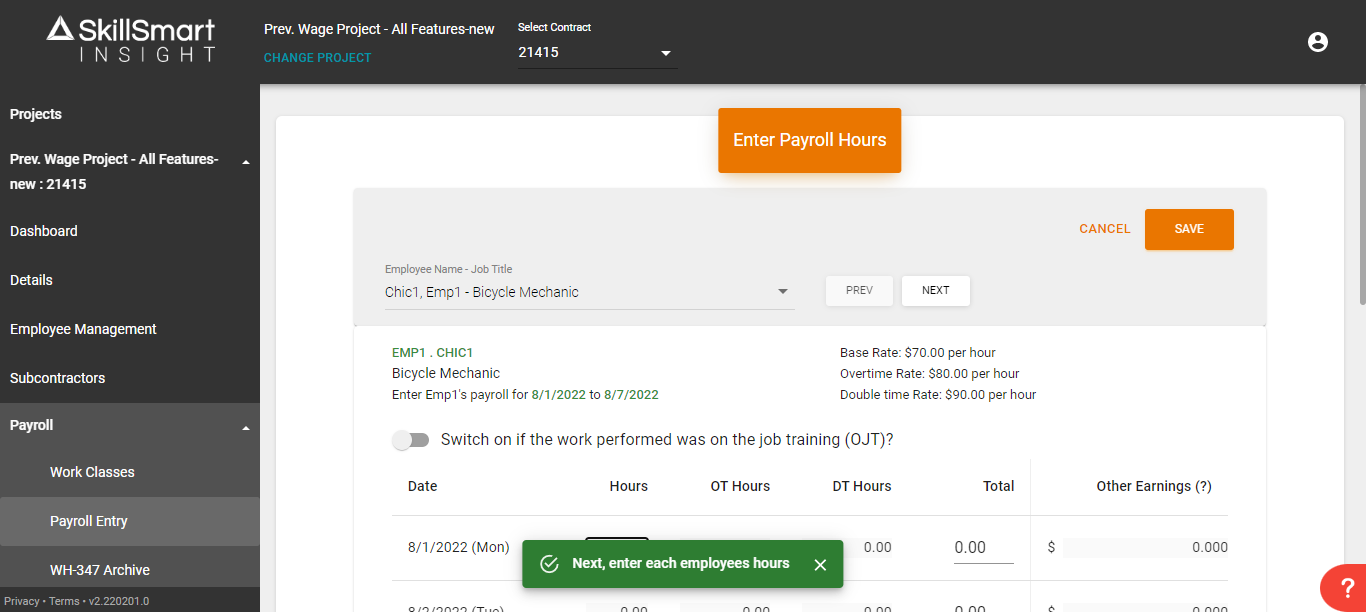 SkillSmart
INSIGHT
Prev. Wage Project - All Features-new
CHANGE PROJECT
Select Contract
21415
Projects
Prev. Wage Project - All Features-
new : 21415
Dashboard
Details
Employee Management
Subcontractors
Payroll
Work Classes
Payroll Entry
WH-347 Archive
Privacy • Terms • v2.220201.0
Enter Payroll Hours
CANCEL SAVE
Employee Name - Job Title
Chic1, Emp1 - Bicycle Mechanic
PREV NEXT
EMP1 . CHIC1
Bicycle Mechanic
Enter Emp1's payroll for 8/1/2022 to 8/7/2022
Base Rate: $70.00 per hour
Overtime Rate: $80.00 per hour
Double time Rate: $90.00 per hour
Switch on if the work performed was on the job training (OJT)?
Date Hours OT Hours DT Hours Total Other Earnings (?)
8/1/2022 (Mon) 0.00 0.00 $ 0.000
Next, enter each employees hours
8/2/2022 (Tue) 0.00 0.00 0.00 0.00 $ 0.000
?